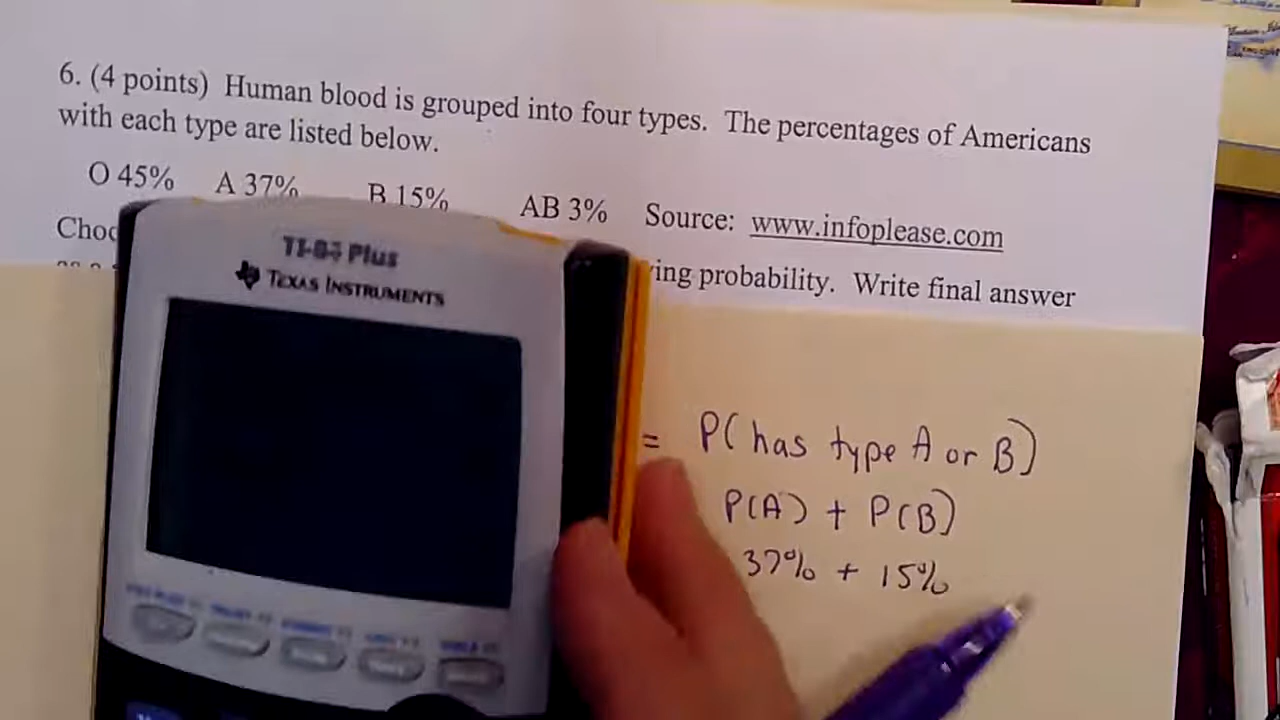 6. (4 points) Human blood is grouped into four types. The percentages of Americans
with each type are listed below.
O 45% A 37% B 15% AB 3% Source: www.infoplease.com
Choo
ving probability. Write final answer
TI-84 Plus
TEXAS INSTRUMENTS
= P( has type A or B)
P(A) + P(B)
37% + 15%